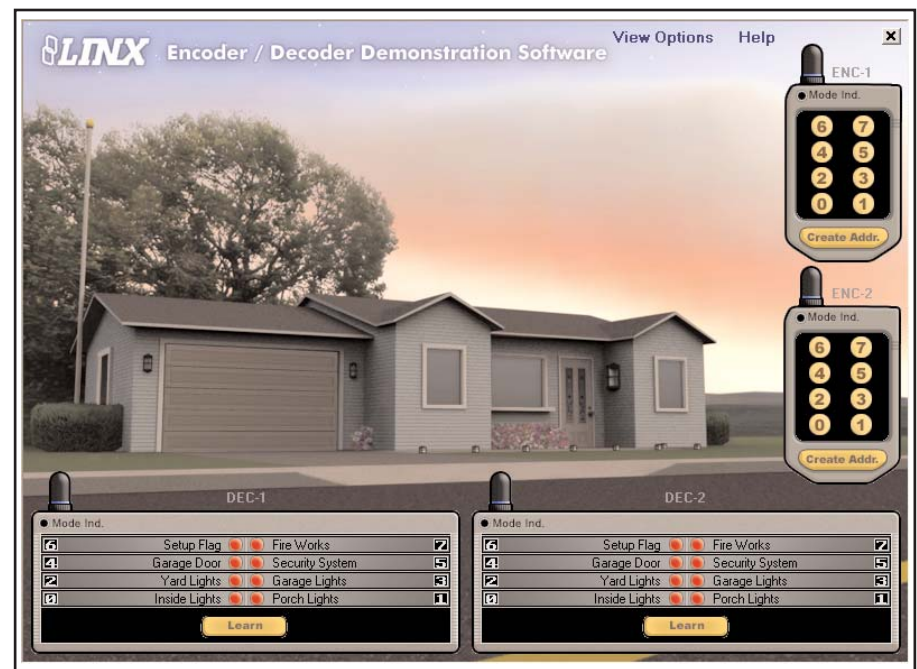 LINX Encoder / Decoder Demonstration Software
View Options Help
ENC-1
Mode Ind.
6 7
4 5
2 3
0 1
Create Addr.
ENC-2
Mode Ind.
6 7
4 5
2 3
0 1
Create Addr.
DEC-1
Mode Ind.
6 Setup Flag Fire Works 7
4 Garage Door Security System 5
2 Yard Lights Garage Lights 3
0 Inside Lights Porch Lights 1
Learn
DEC-2
Mode Ind.
6 Setup Flag Fire Works 7
4 Garage Door Security System 5
2 Yard Lights Garage Lights 3
0 Inside Lights Porch Lights 1
Learn